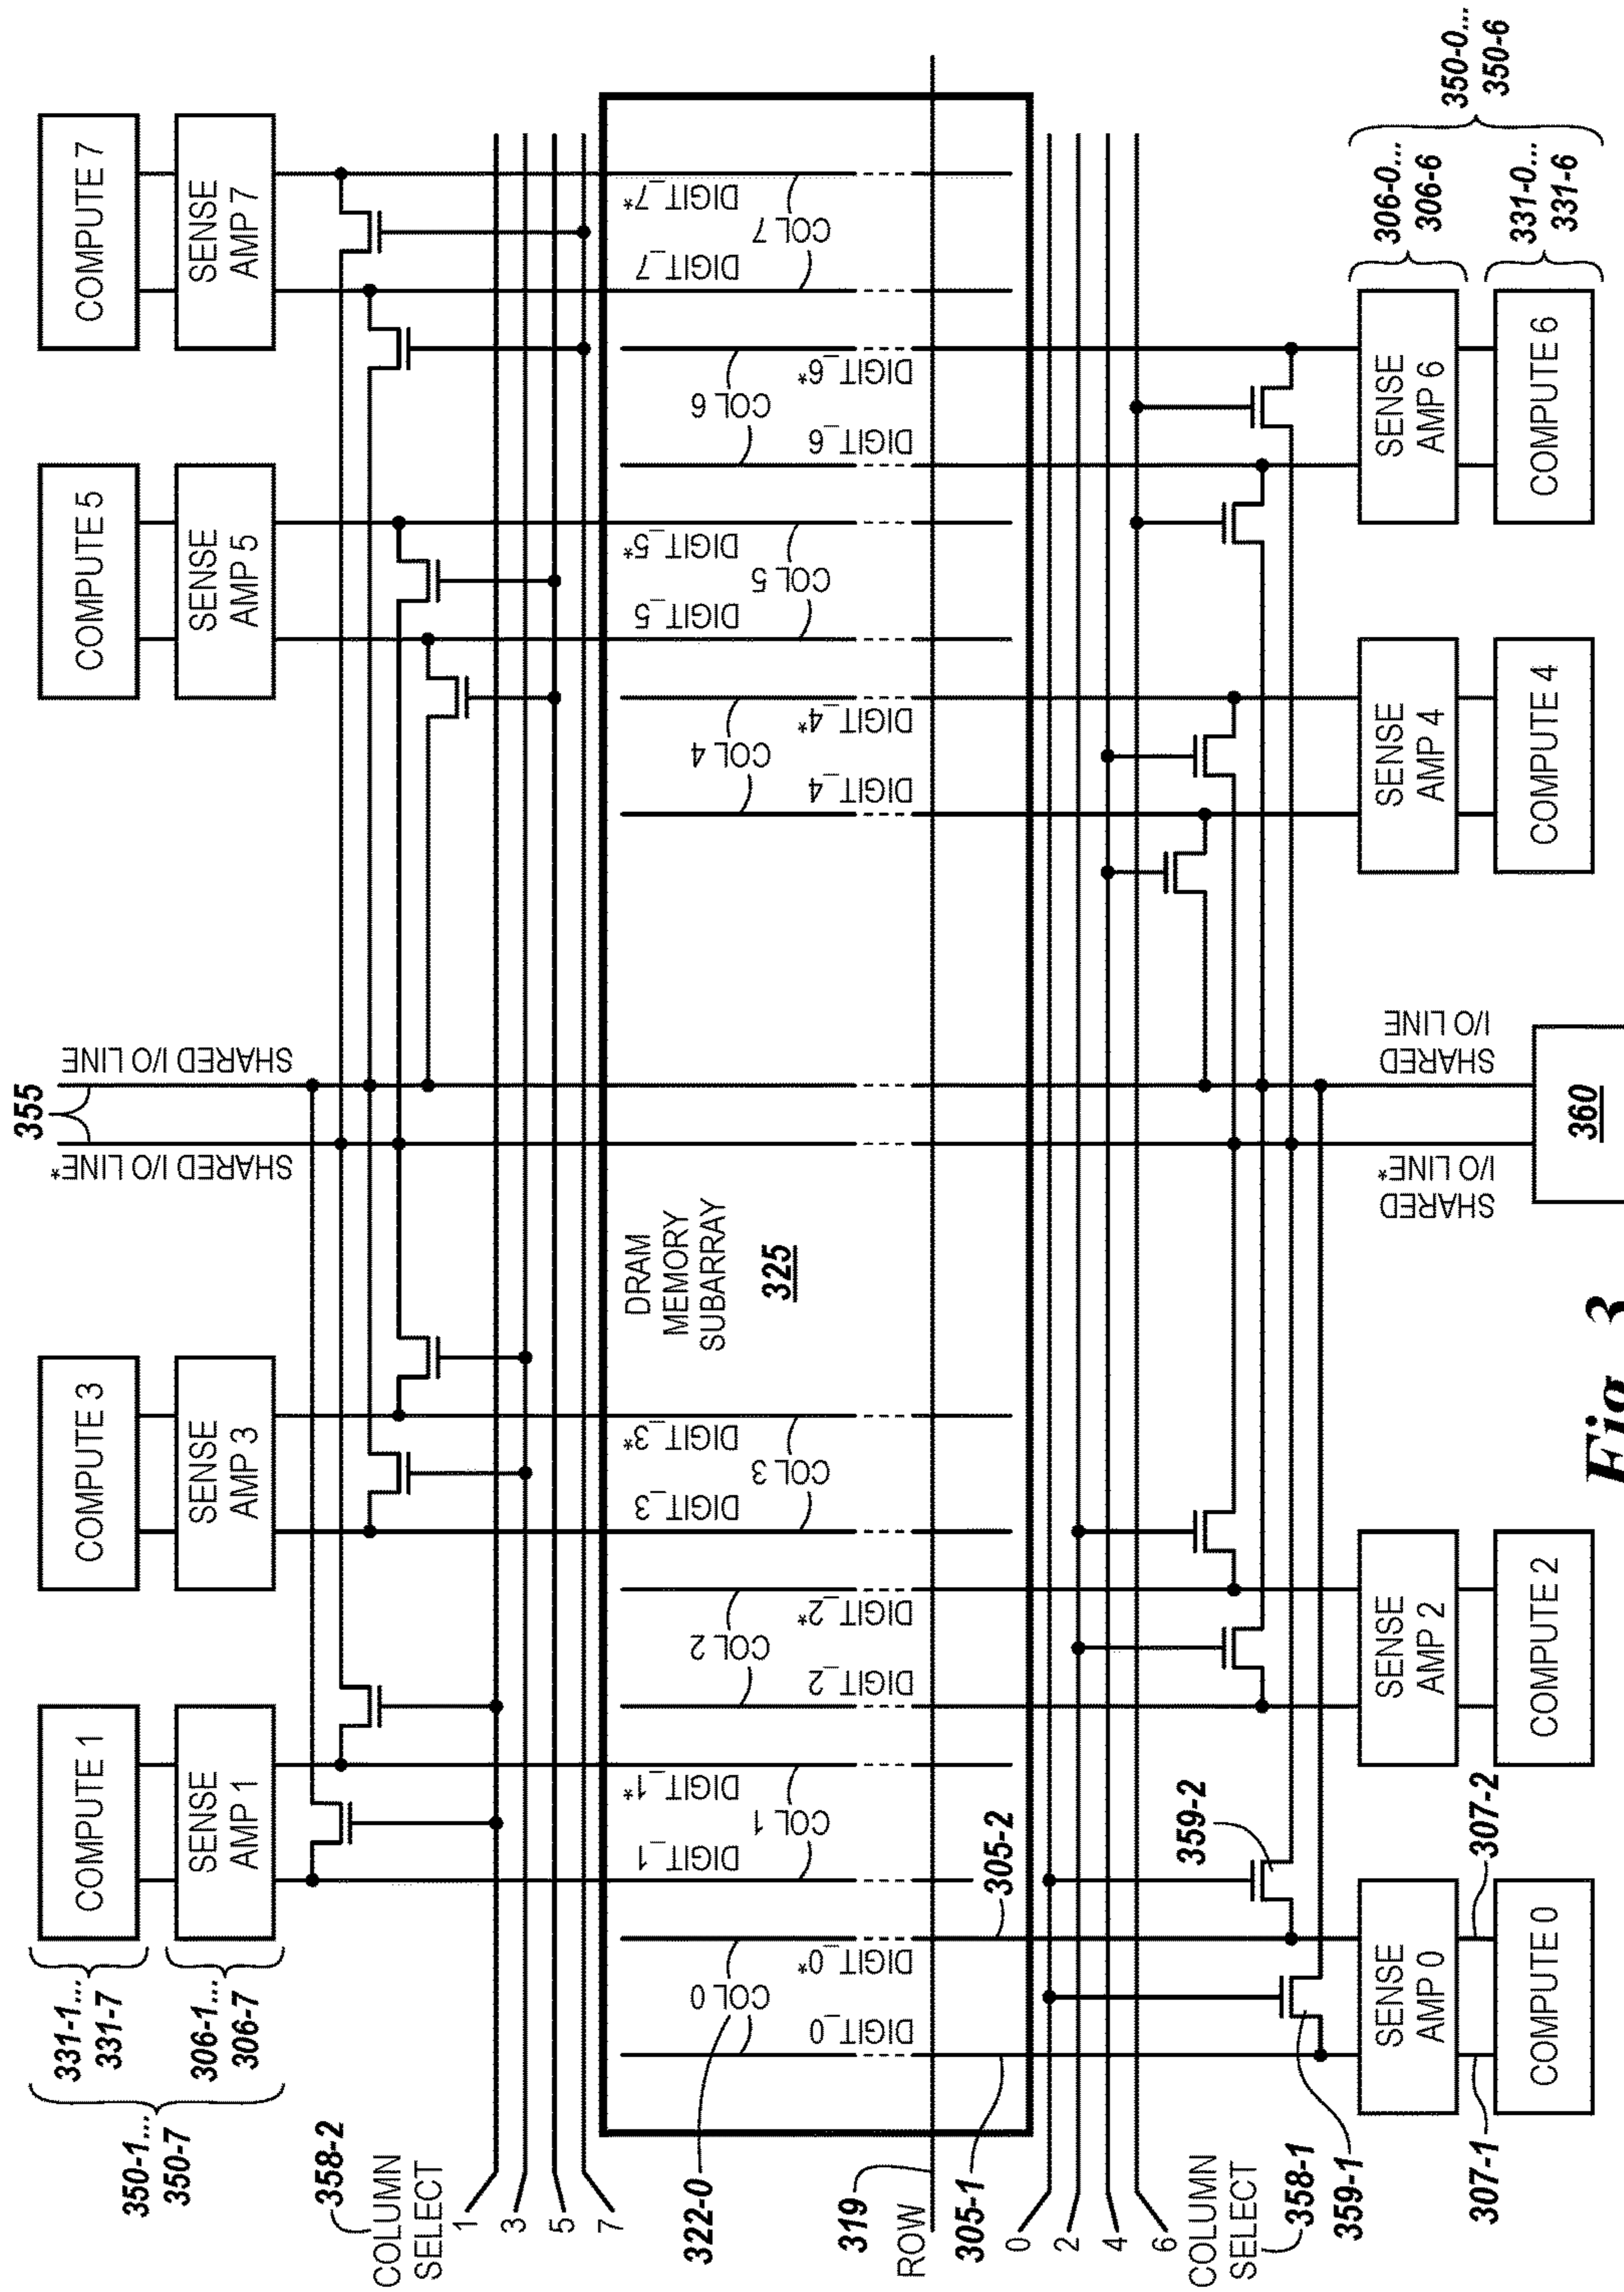 355
COMPUTE 1
COMPUTE 3
COMPUTE 5
COMPUTE 7
331-1...
331-7
350-1...
350-7
SENSE
AMP 1
SENSE
AMP 3
SENSE
AMP 5
SENSE
AMP 7
306-1...
306-7
SHARED I/O LINE*
SHARED I/O LINE
358-2
COLUMN
SELECT
1
3
5
7
322-0
DRAM
MEMORY
SUBARRAY
325
DIGIT_0
COL 0
DIGIT_0*
DIGIT_1
COL 1
DIGIT_1*
DIGIT_2
COL 2
DIGIT_2*
DIGIT_3
COL 3
DIGIT_3*
DIGIT_4
COL 4
DIGIT_4*
DIGIT_5
COL 5
DIGIT_5*
DIGIT_6
COL 6
DIGIT_6*
DIGIT_7
COL 7
DIGIT_7*
319
ROW
305-1
305-2
0
2
4
6
COLUMN
SELECT
358-1
359-1
359-2
SHARED
I/O LINE*
SHARED
I/O LINE
SENSE
AMP 0
SENSE
AMP 2
SENSE
AMP 4
SENSE
AMP 6
306-0...
306-6
350-0...
350-6
307-1
307-2
COMPUTE 0
COMPUTE 2
COMPUTE 4
COMPUTE 6
331-0...
331-6
360
Fig. 3